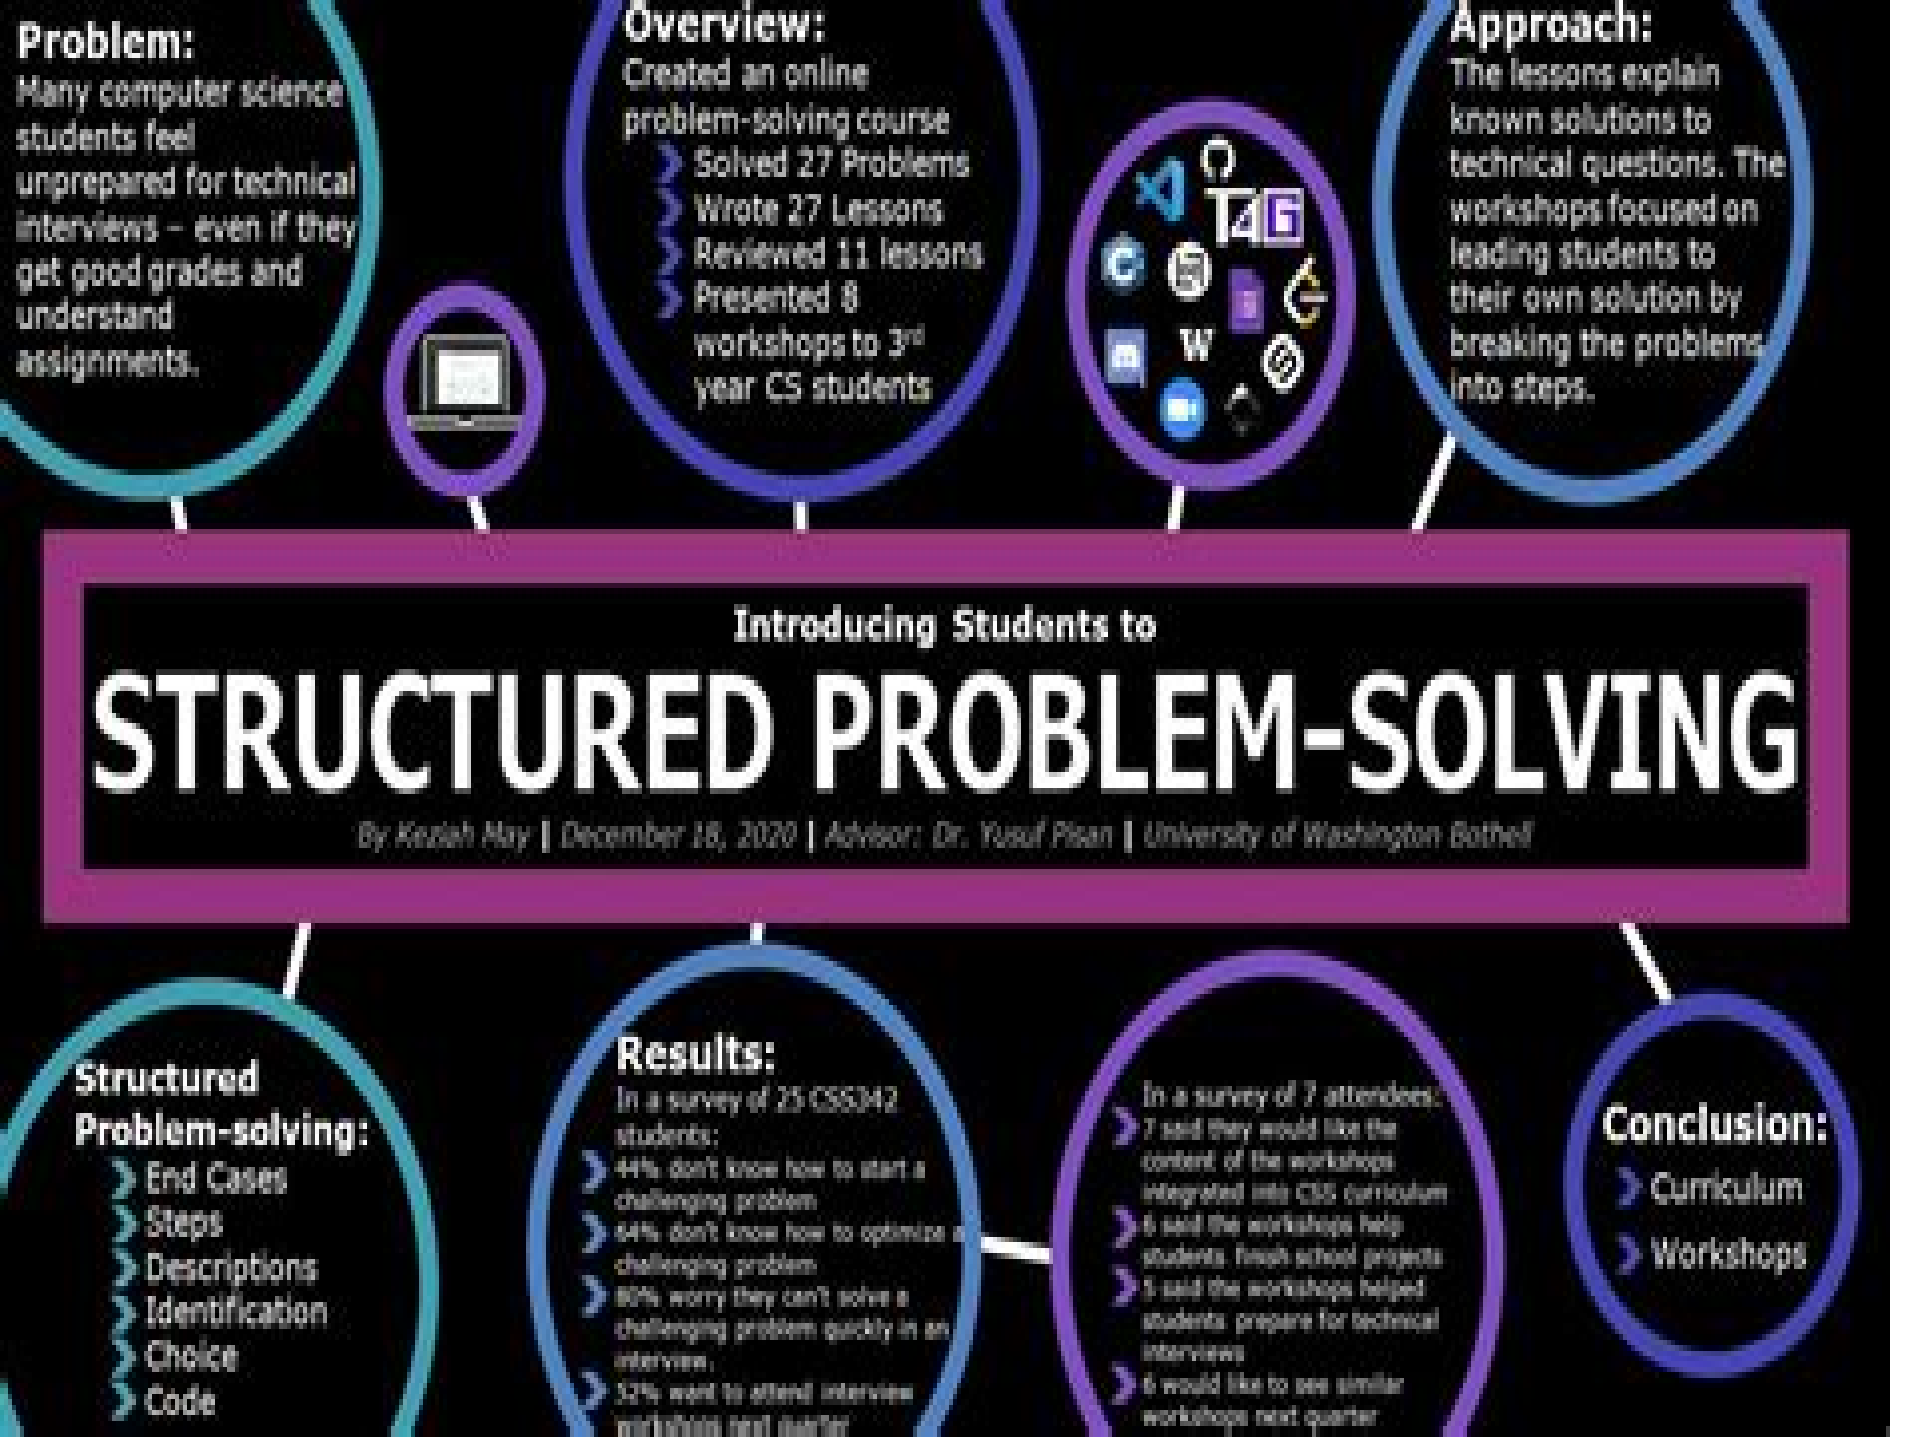 Problem:
Many computer science
students feel
unprepared for technical
interviews – even if they
get good grades and
understand
assignments.
Overview:
Created an online
problem-solving course
Solved 27 Problems
Wrote 27 Lessons
Reviewed 11 lessons
Presented 8
workshops to 3rd
year CS students
T4G
C
W
Approach:
The lessons explain
known solutions to
technical questions. The
workshops focused on
leading students to
their own solution by
breaking the problems
into steps.
Introducing Students to
STRUCTURED PROBLEM-SOLVING
By Keziah May | December 18, 2020 | Advisor: Dr. Yusuf Pisan | University of Washington Bothell
Structured
Problem-solving:
End Cases
Steps
Descriptions
Identification
Choice
Code
Results:
In a survey of 25 CSS342
students:
44% don't know how to start a
challenging problem
64% don't know how to optimize a
challenging problem
80% worry they can't solve a
challenging problem quickly in an
interview.
52% want to attend interview
workshops next quarter
In a survey of 7 attendees:
7 said they would like the
content of the workshops
integrated into CSS curriculum
6 said the workshops help
students finish school projects
5 said the workshops helped
students prepare for technical
interviews
6 would like to see similar
workshops next quarter
Conclusion:
Curriculum
Workshops